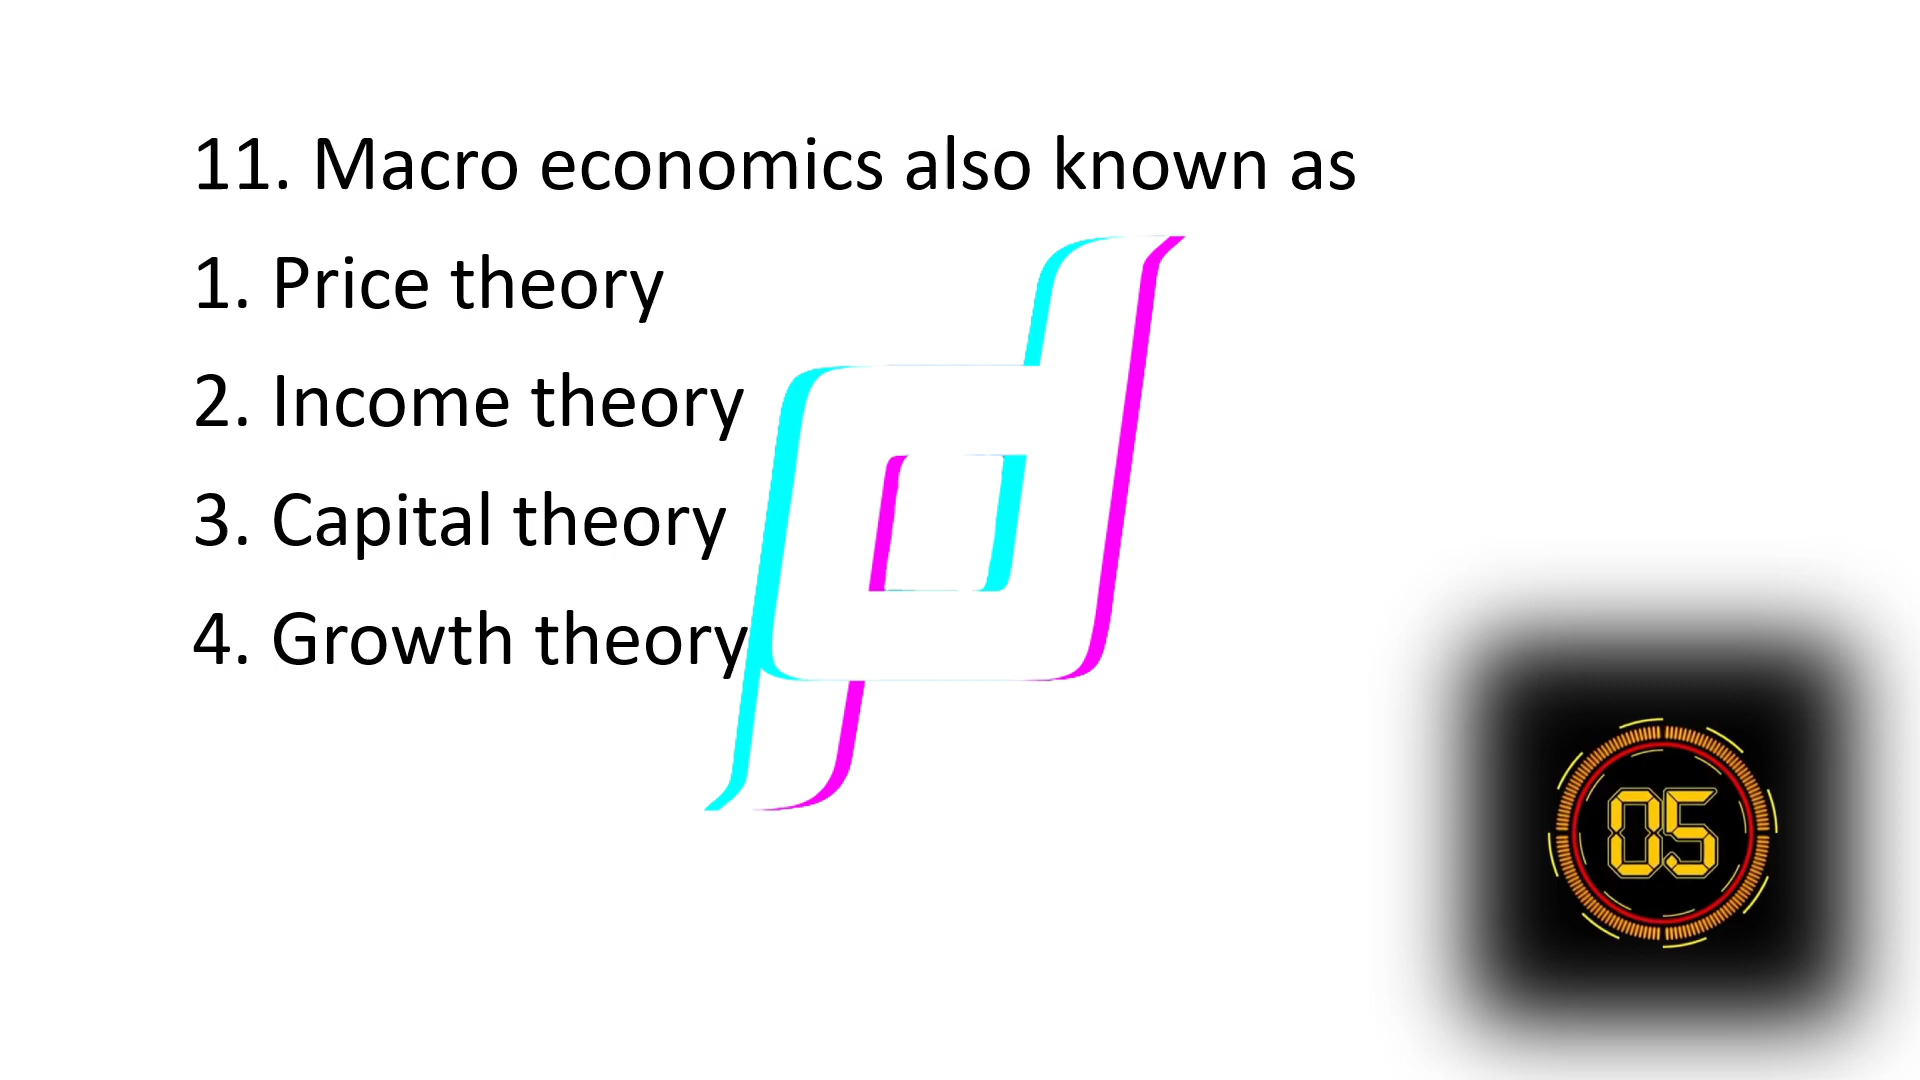 11. Macro economics also known as
1. Price theory
2. Income theory
3. Capital theory
4. Growth theory
05